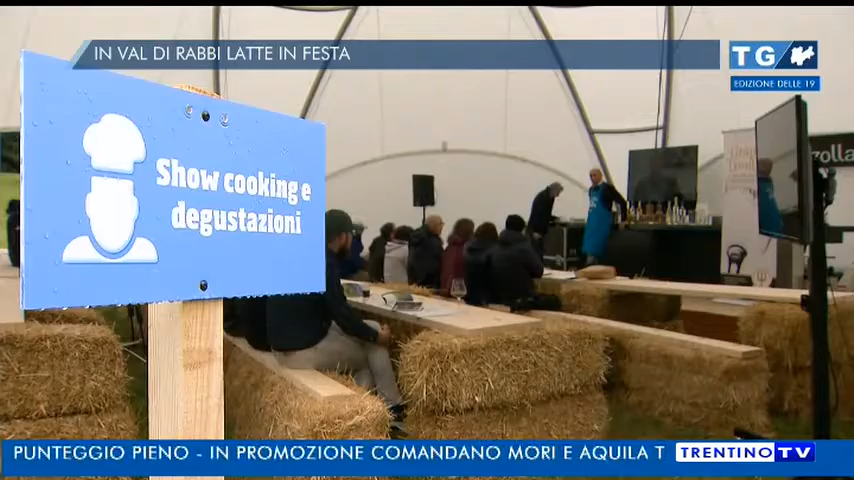 IN VAL DI RABBI LATTE IN FESTA
TG
EDIZIONE DELLE 19
Show cooking e
degustazioni
zolla
PUNTEGGIO PIENO - IN PROMOZIONE COMANDANO MORI E AQUILA T
TRENTINO TV